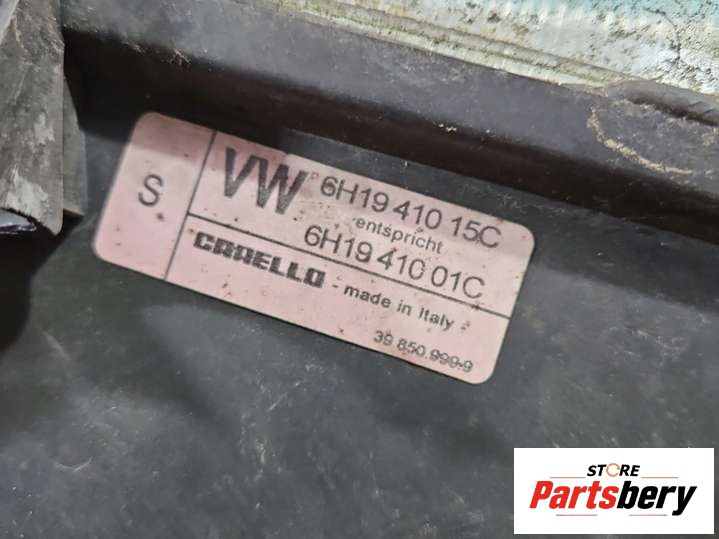 S
VW 6H19 410 15C
entspricht
6H19 410 01C
CARELLO - made in Italy -
39 850.999-9
STORE
Partsbery